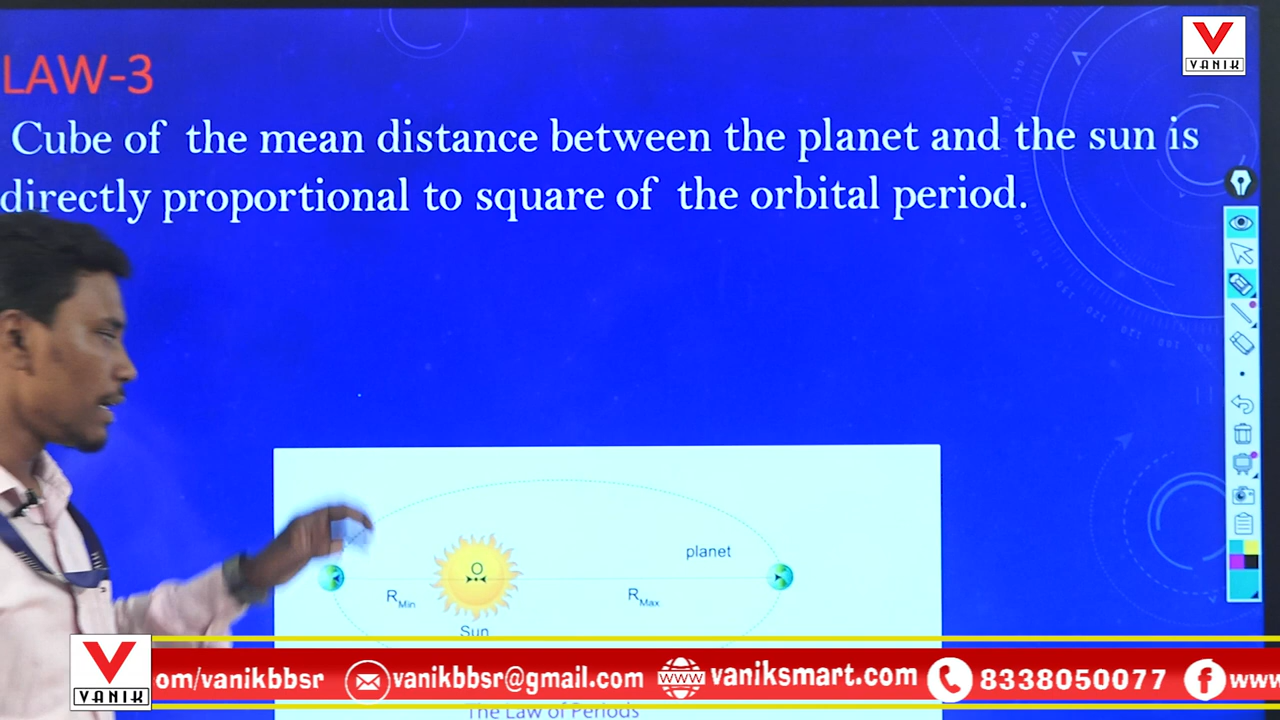 VANIK
LAW-3
Cube of the mean distance between the planet and the sun is
directly proportional to square of the orbital period.
planet
O
RMin
RMax
Sun
VANIK
om/vanikbbsr vanikbbsr@gmail.com www vaniksmart.com 8338050077 f www
The Law of Periods